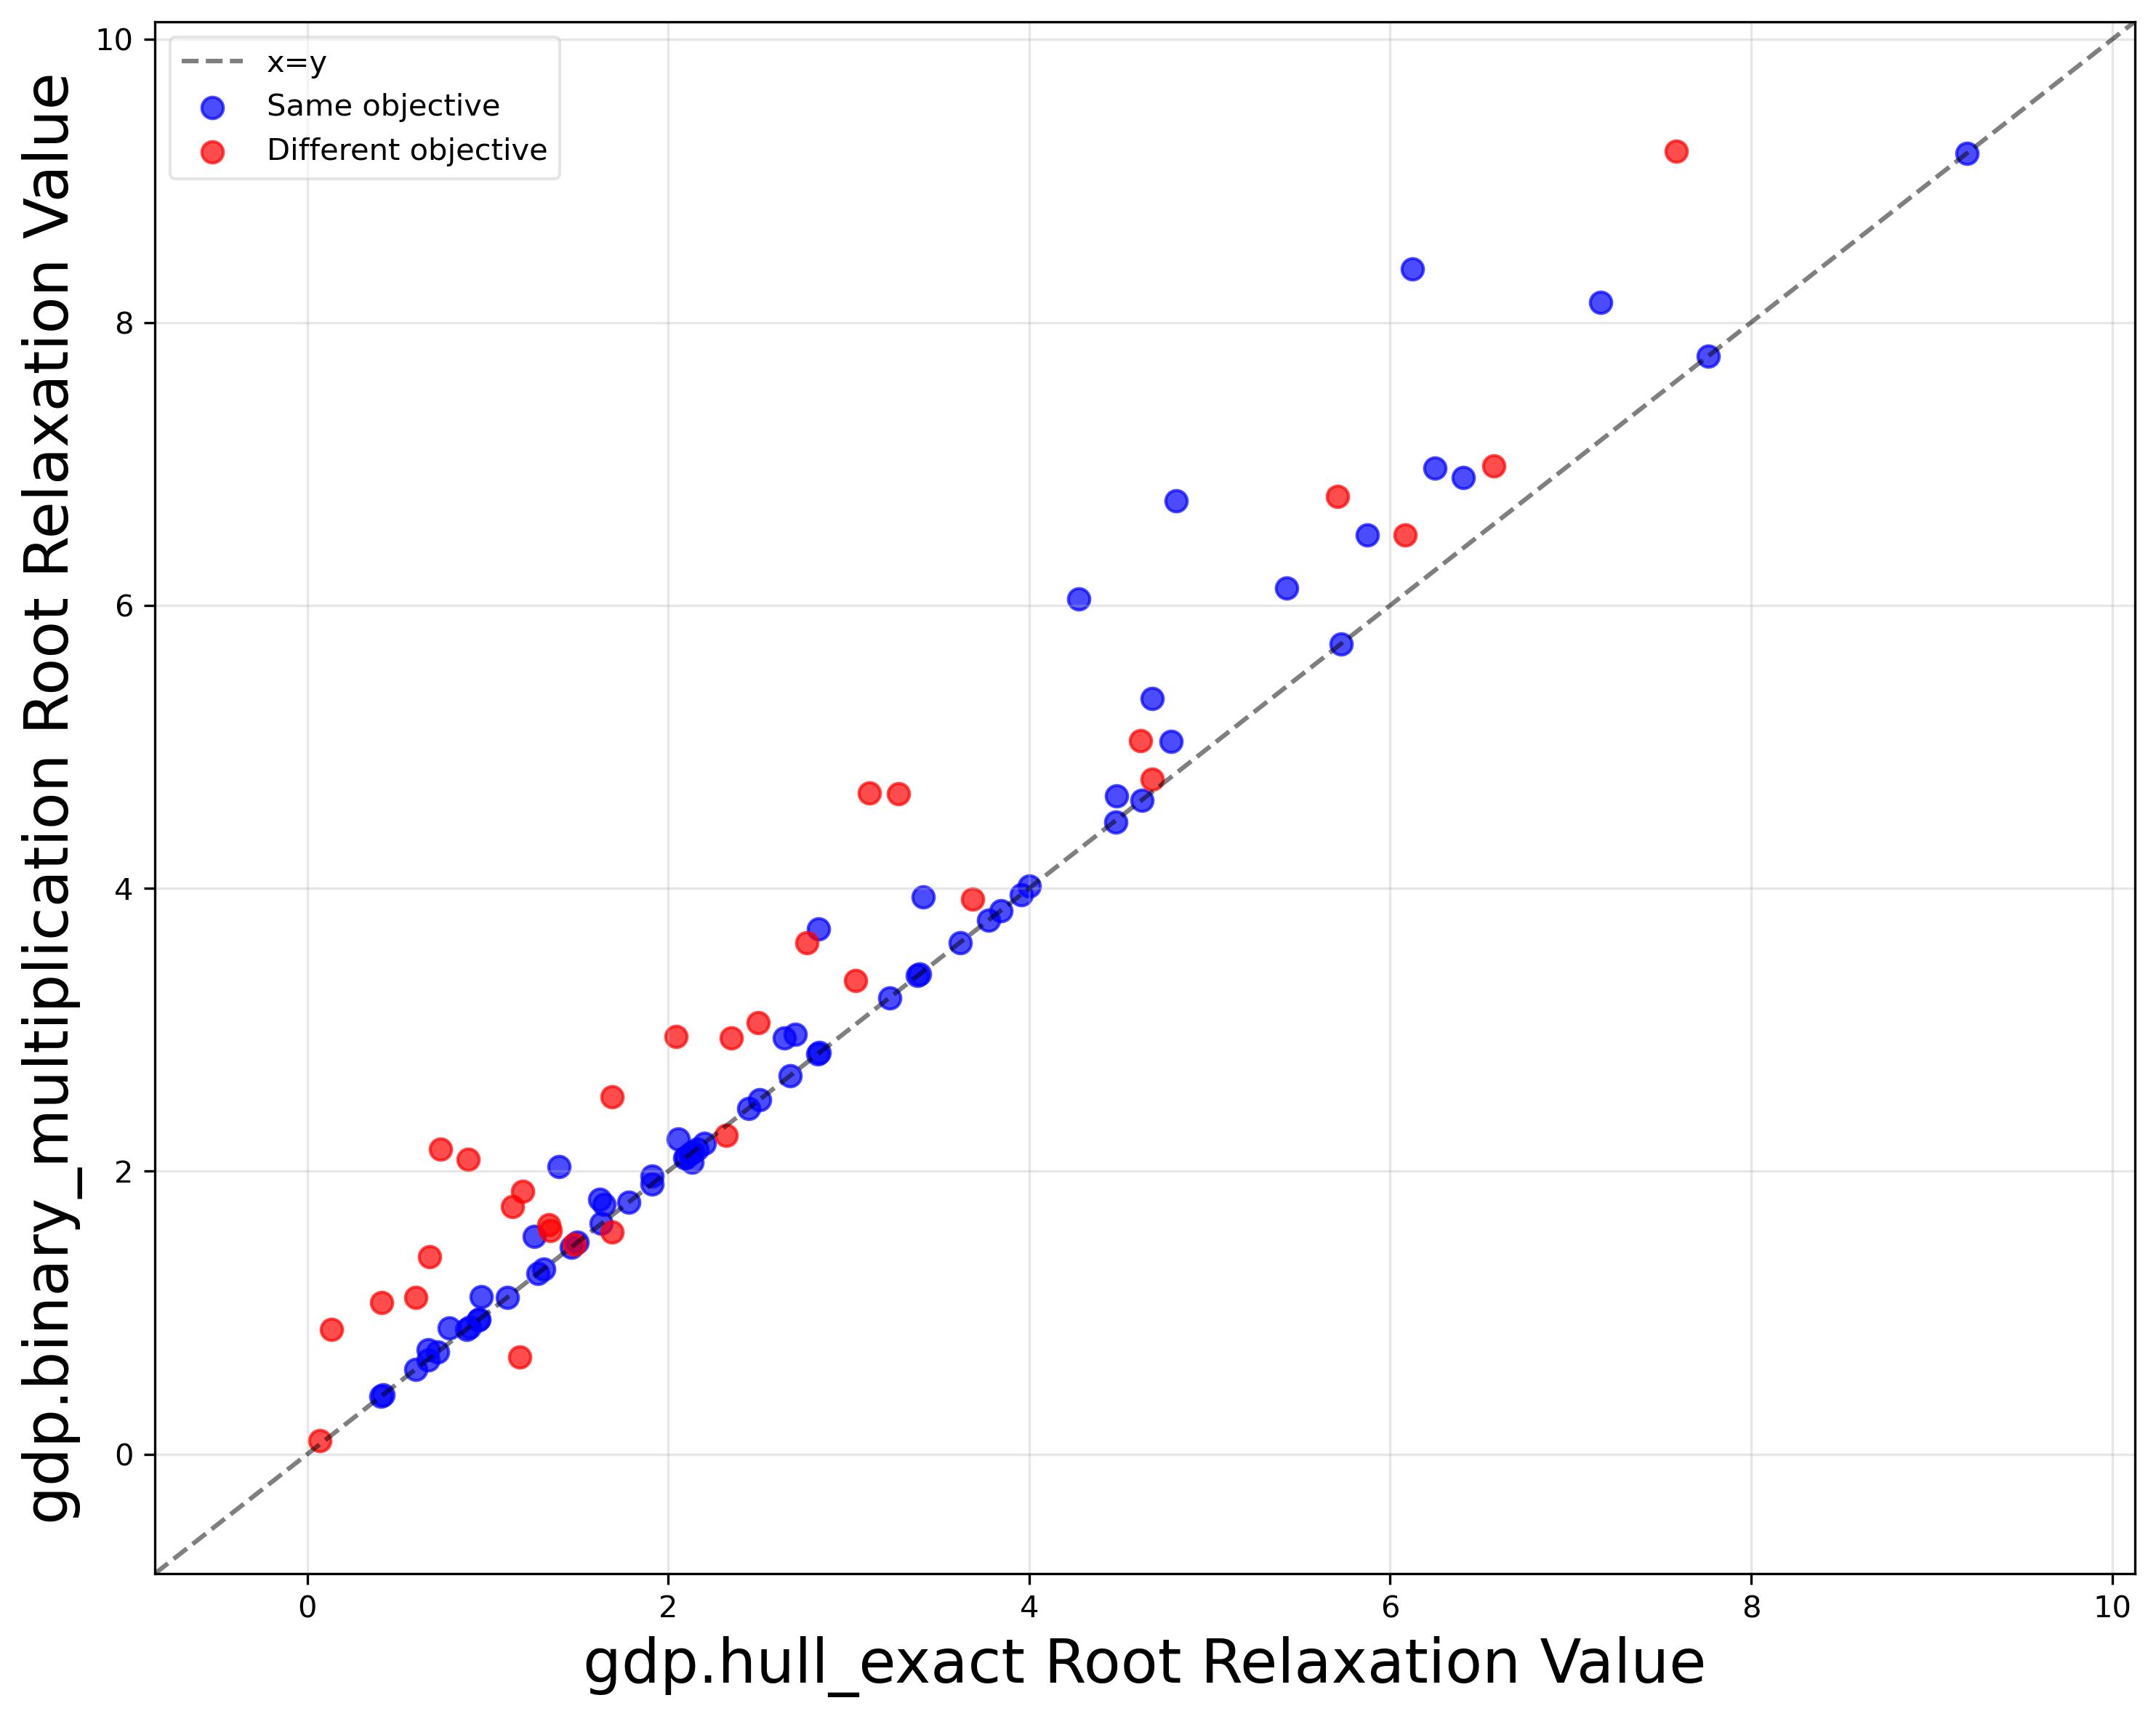 x=y
Same objective
Different objective
gdp.binary_multiplication Root Relaxation Value
10
8
6
4
2
0
0 2 4 6 8 10
gdp.hull_exact Root Relaxation Value